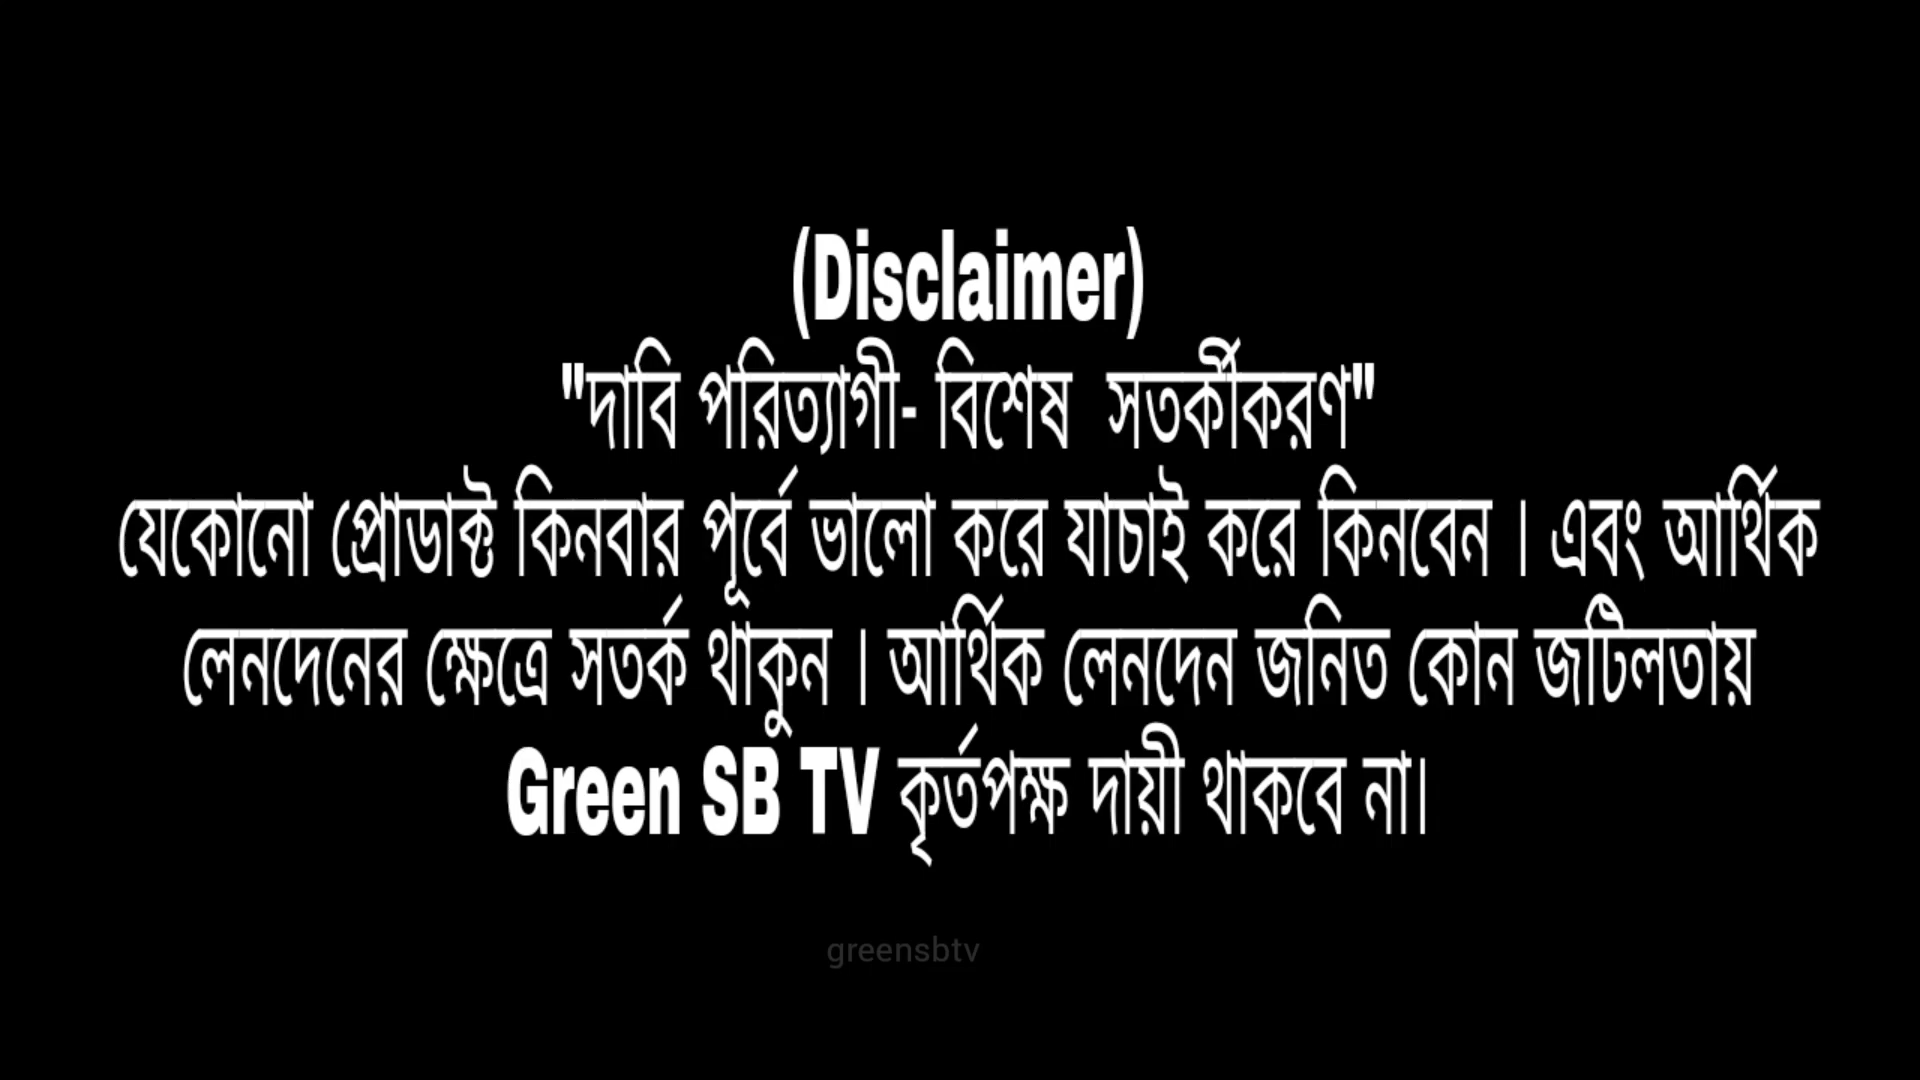 (Disclaimer)
"দাবি পরিত্যাগী- বিশেষ  সতর্কীকরণ"
যেকোনো প্রোডাক্ট কিনবার পূর্বে ভালো করে যাচাই করে কিনবেন । এবং আর্থিক
লেনদেনের ক্ষেত্রে সতর্ক থাকুন । আর্থিক লেনদেন জনিত কোন জটিলতায়
Green SB TV কৃর্তপক্ষ দায়ী থাকবে না।
greensbtv